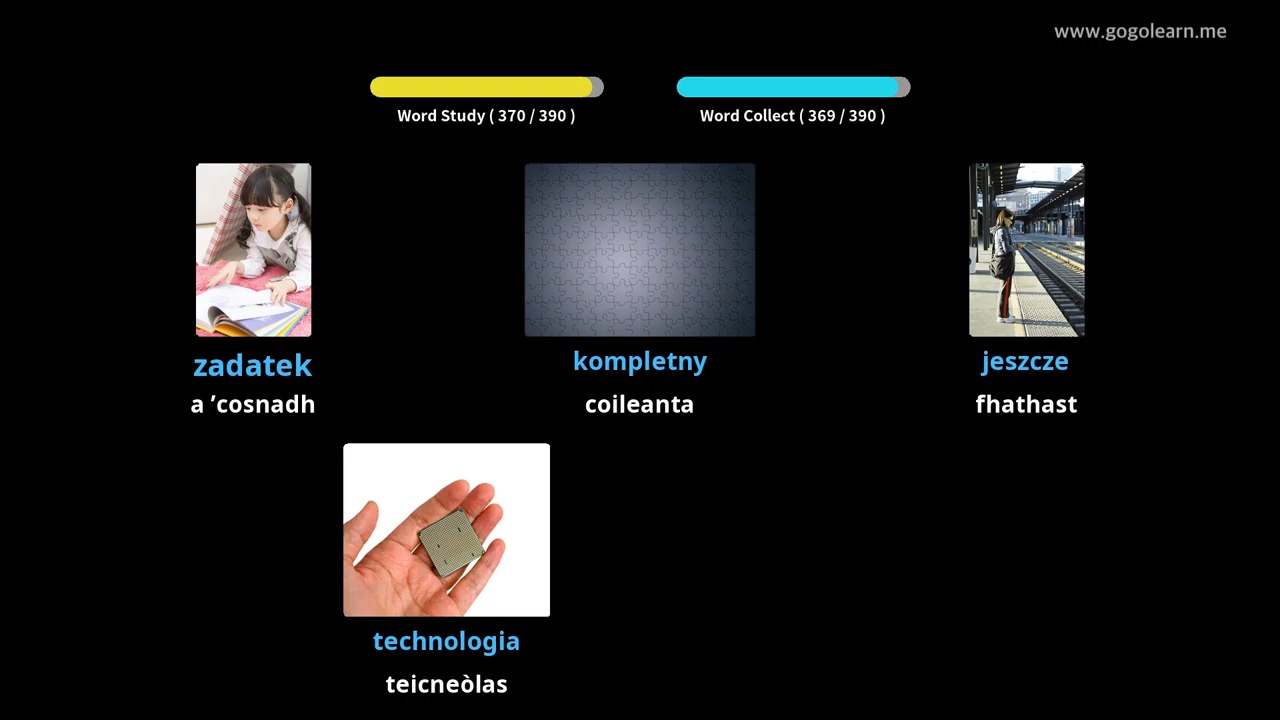 www.gogolearn.me
Word Study ( 370 / 390 )
Word Collect ( 369 / 390 )
zadatek
a ’cosnadh
kompletny
coileanta
jeszcze
fhathast
technologia
teicneòlas